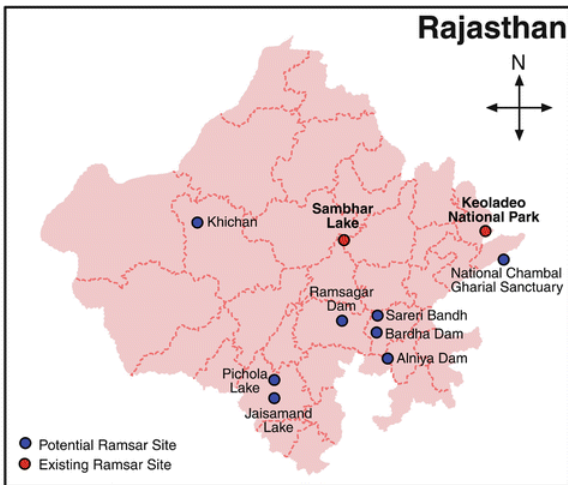 Rajasthan
N
Keoladeo
National Park
Sambhar
Lake
Khichan
National Chambal
Gharial Sanctuary
Ramsagar
Dam
Sareri Bandh
Bardha Dam
Alniya Dam
Pichola
Lake
Jaisamand
Lake
Potential Ramsar Site
Existing Ramsar Site